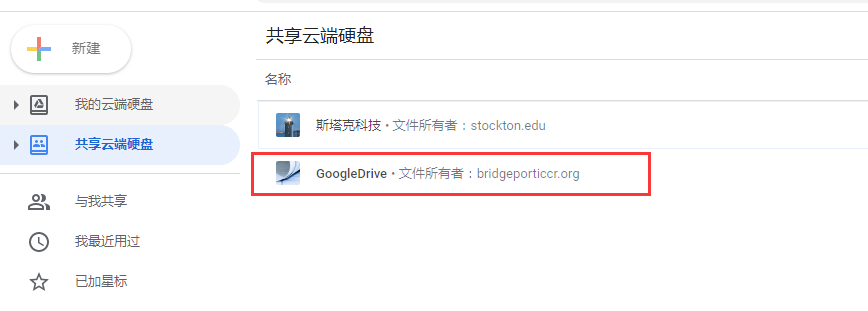 共享云端硬盘
新建
名称
我的云端硬盘
斯塔克科技 • 文件所有者：stockton.edu
共享云端硬盘
GoogleDrive • 文件所有者：bridgeporticcr.org
与我共享
我最近用过
已加星标